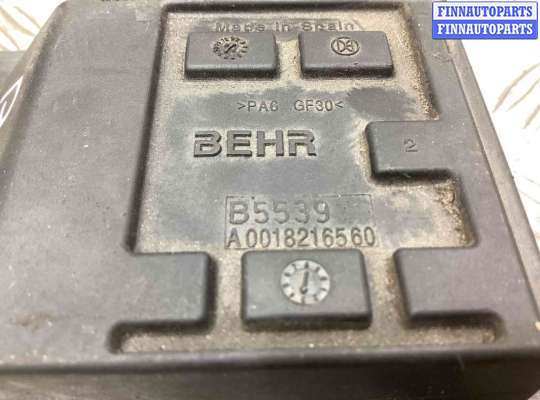 FINNAUTOPARTS
FINNAUTOPARTS
Made in Spain
>PA6 GF30<
BEHR
2
B5539
A0018216560